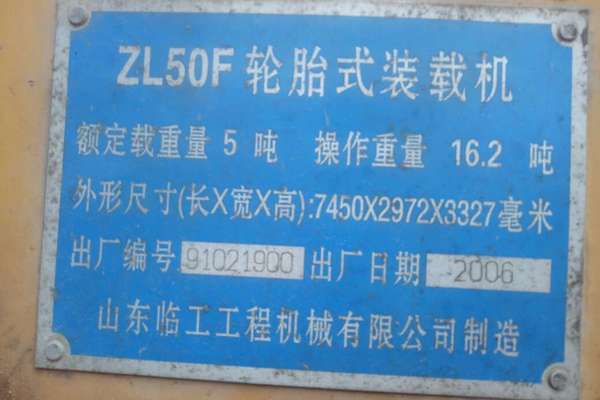 ZL50F 轮胎式装载机
额定载重量 5 吨 操作重量 16.2 吨
外形尺寸(长X宽X高):7450X2972X3327毫米
出厂编号 91021900 出厂日期 2006
山东临工工程机械有限公司制造